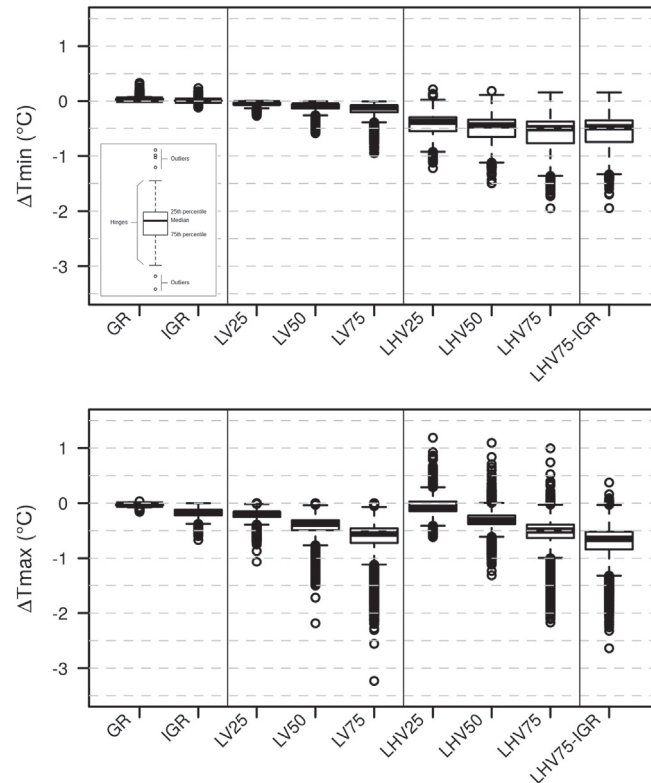 1
0
-1
-2
-3
ΔTmin (°C)
Outliers
25th percentile
Hinges
Median
75th percentile
Outliers
GR
IGR
LV25
LV50
LV75
LHV25
LHV50
LHV75
LHV75-IGR
1
0
-1
-2
-3
ΔTmax (°C)
GR
IGR
LV25
LV50
LV75
LHV25
LHV50
LHV75
LHV75-IGR